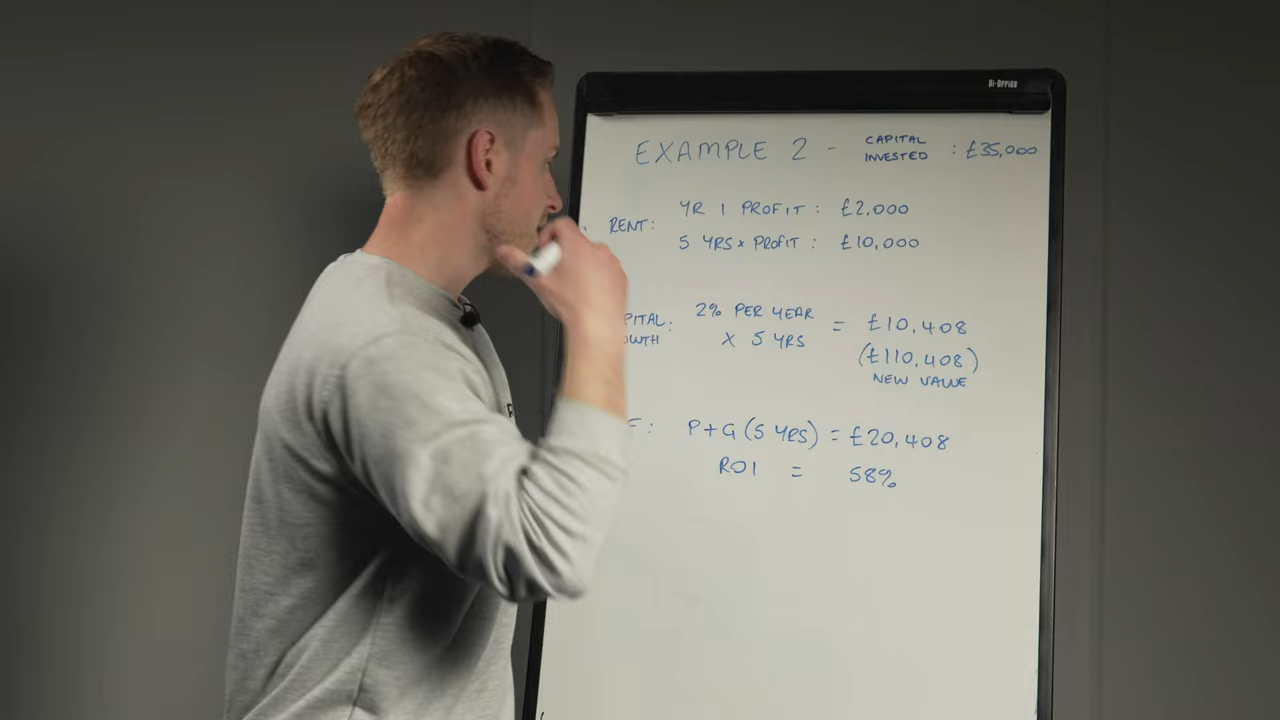 Bi-Office
EXAMPLE 2 - CAPITAL INVESTED : £35,000
RENT: YR 1 PROFIT : £2,000
5 YRS x PROFIT : £10,000
PITAL OWTH : 2% PER YEAR X 5 YRS = £10,408
(£110,408)
NEW VALUE
P+G (5 YRS) = £20,408
ROI = 58%